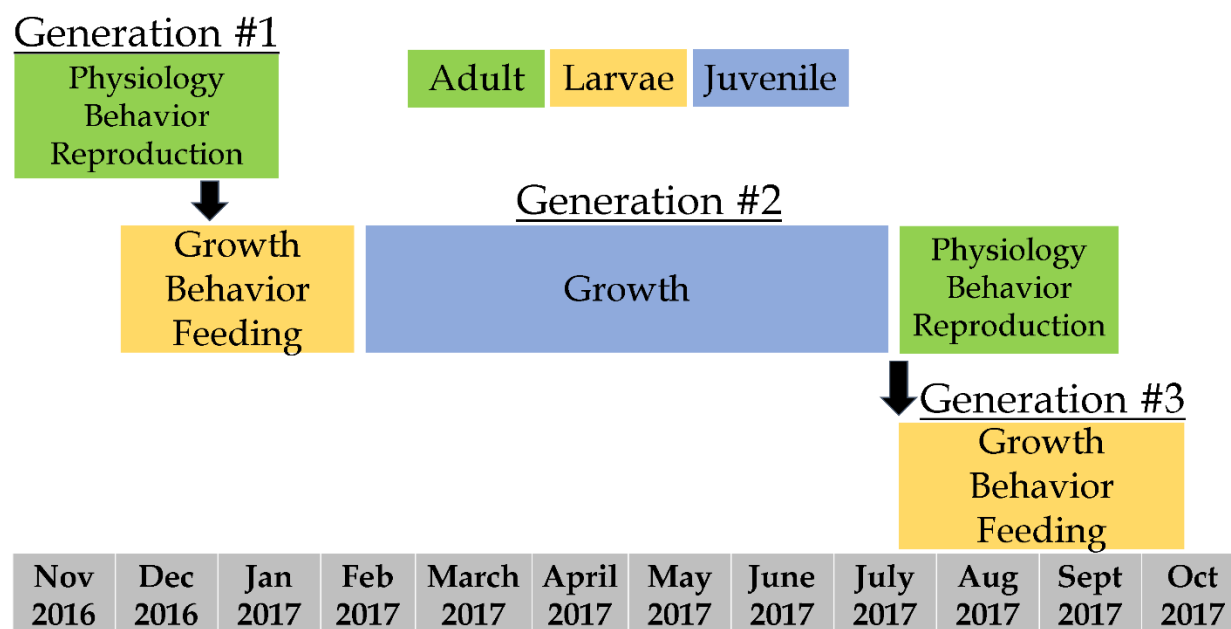 Generation #1
Physiology
Behavior
Reproduction
Adult Larvae Juvenile
Generation #2
Growth
Behavior
Feeding
Growth
Physiology
Behavior
Reproduction
Generation #3
Growth
Behavior
Feeding
Nov Dec Jan Feb March April May June July Aug Sept Oct
2016 2016 2017 2017 2017 2017 2017 2017 2017 2017 2017 2017